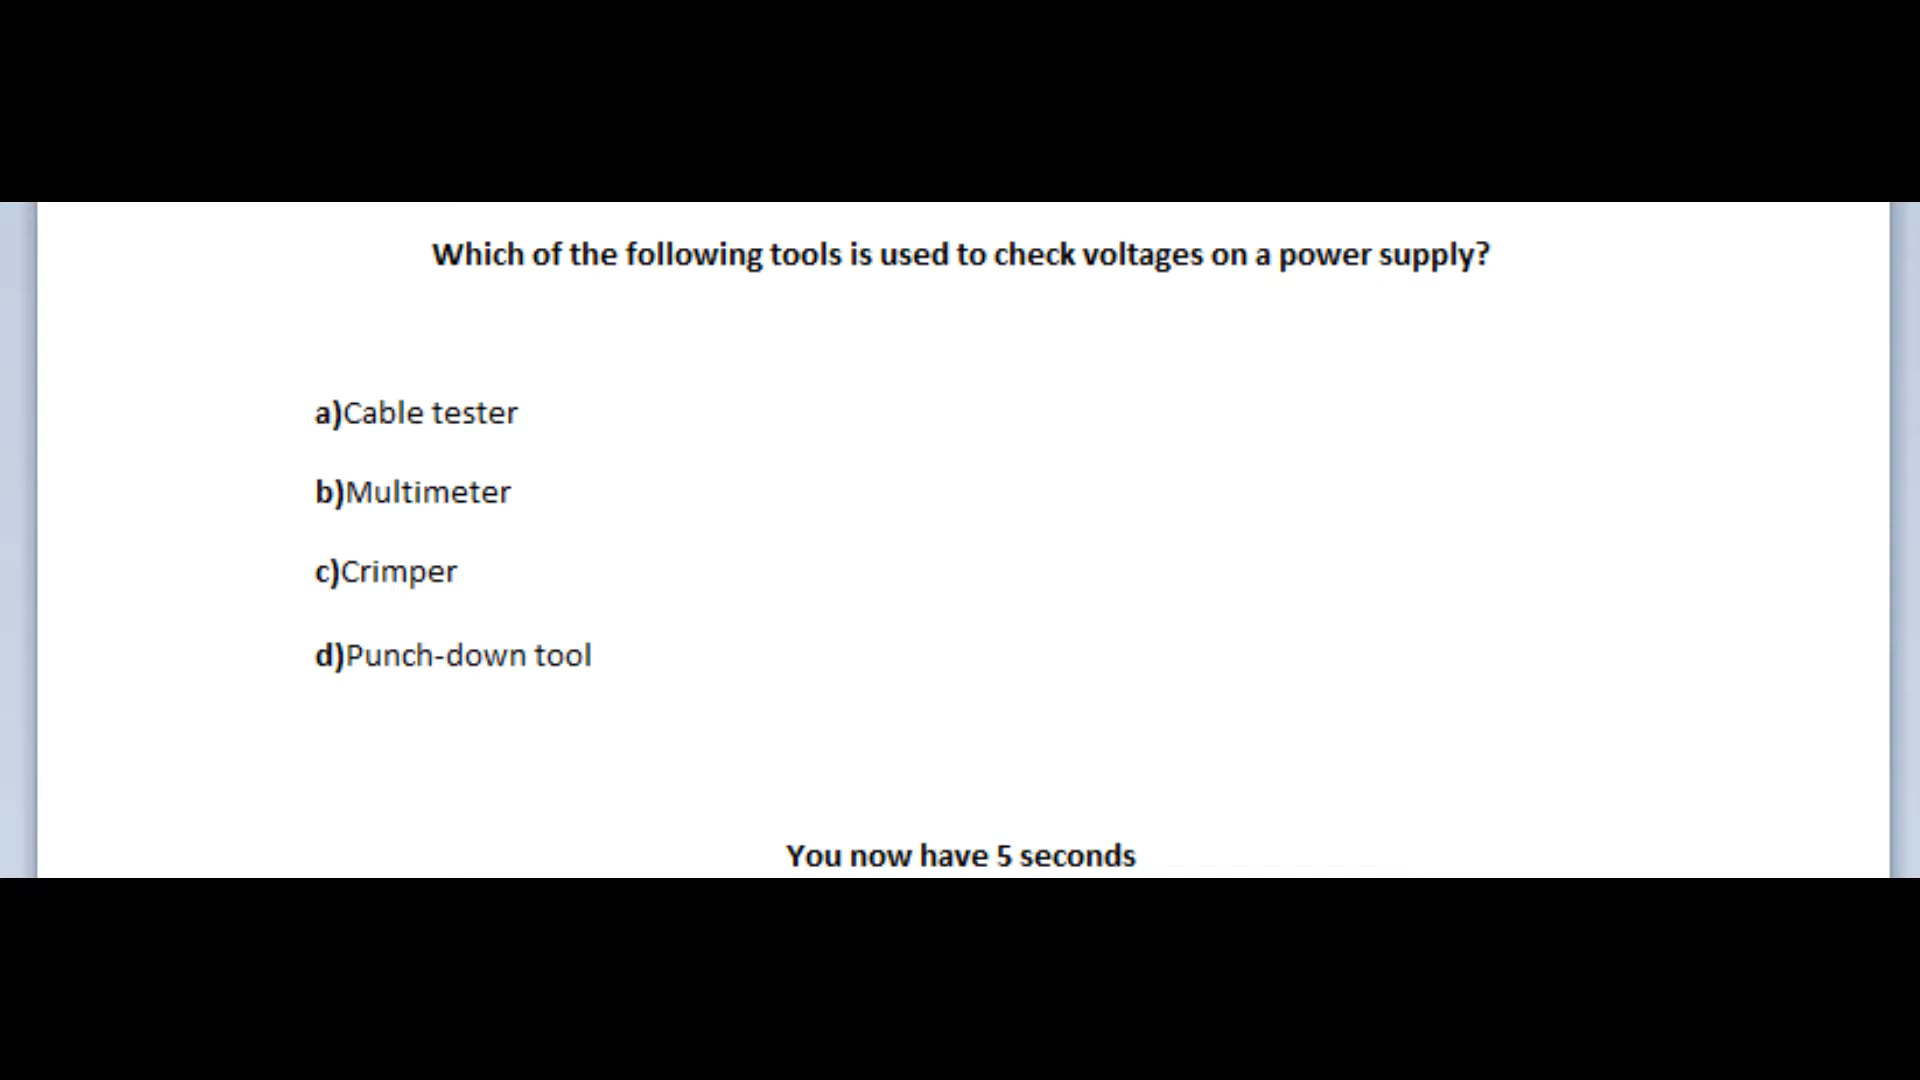 Which of the following tools is used to check voltages on a power supply?
a)Cable tester
b)Multimeter
c)Crimper
d)Punch-down tool
You now have 5 seconds